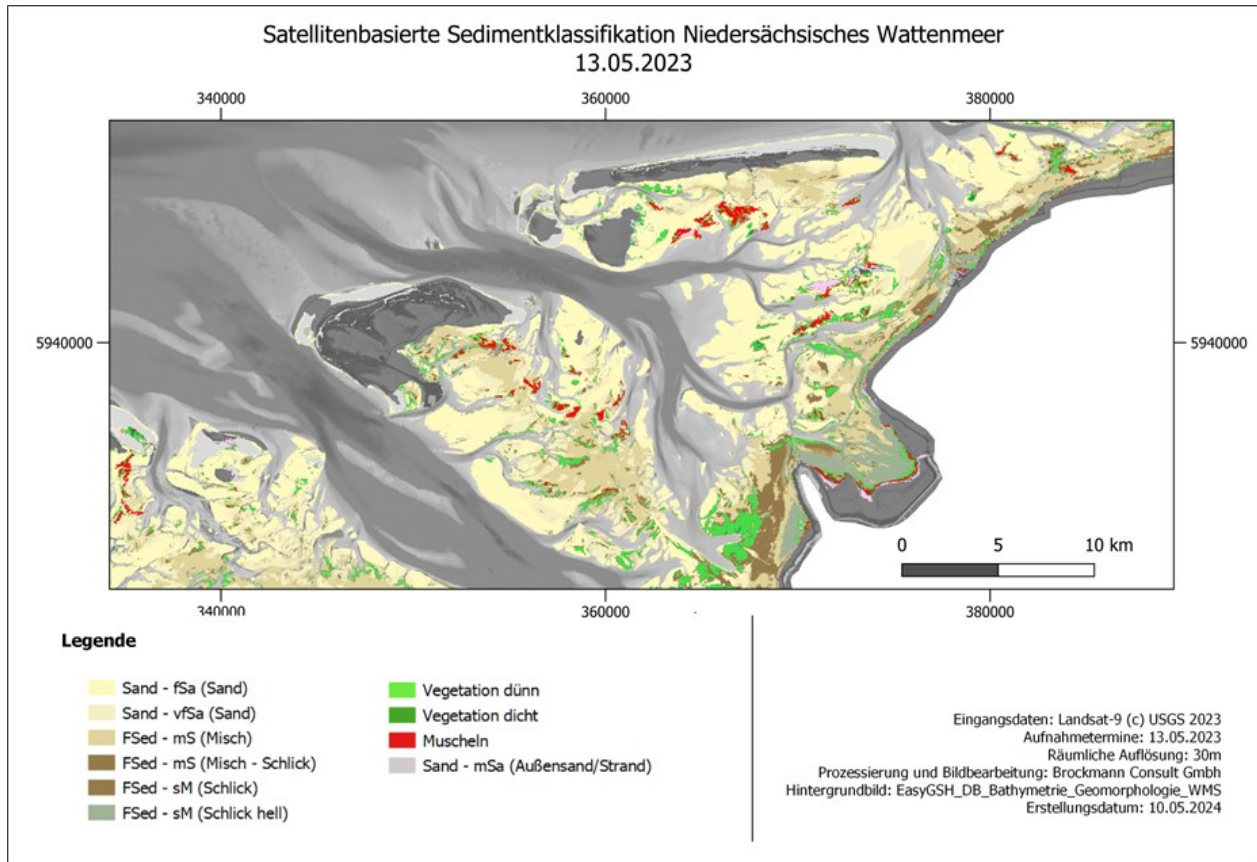 Satellitenbasierte Sedimentklassifikation Niedersächsisches Wattenmeer
13.05.2023
340000 360000 380000
5940000 5940000
0 5 10 km
340000 360000 380000
Legende
Sand - fSa (Sand)
Sand - vfSa (Sand)
FSed - mS (Misch)
FSed - mS (Misch - Schlick)
FSed - sM (Schlick)
FSed - sM (Schlick hell)
Vegetation dünn
Vegetation dicht
Muscheln
Sand - mSa (Außensand/Strand)
Eingangsdaten: Landsat-9 (c) USGS 2023
Aufnahmetermine: 13.05.2023
Räumliche Auflösung: 30m
Prozessierung und Bildbearbeitung: Brockmann Consult Gmbh
Hintergrundbild: EasyGSH_DB_Bathymetrie_Geomorphologie_WMS
Erstellungsdatum: 10.05.2024